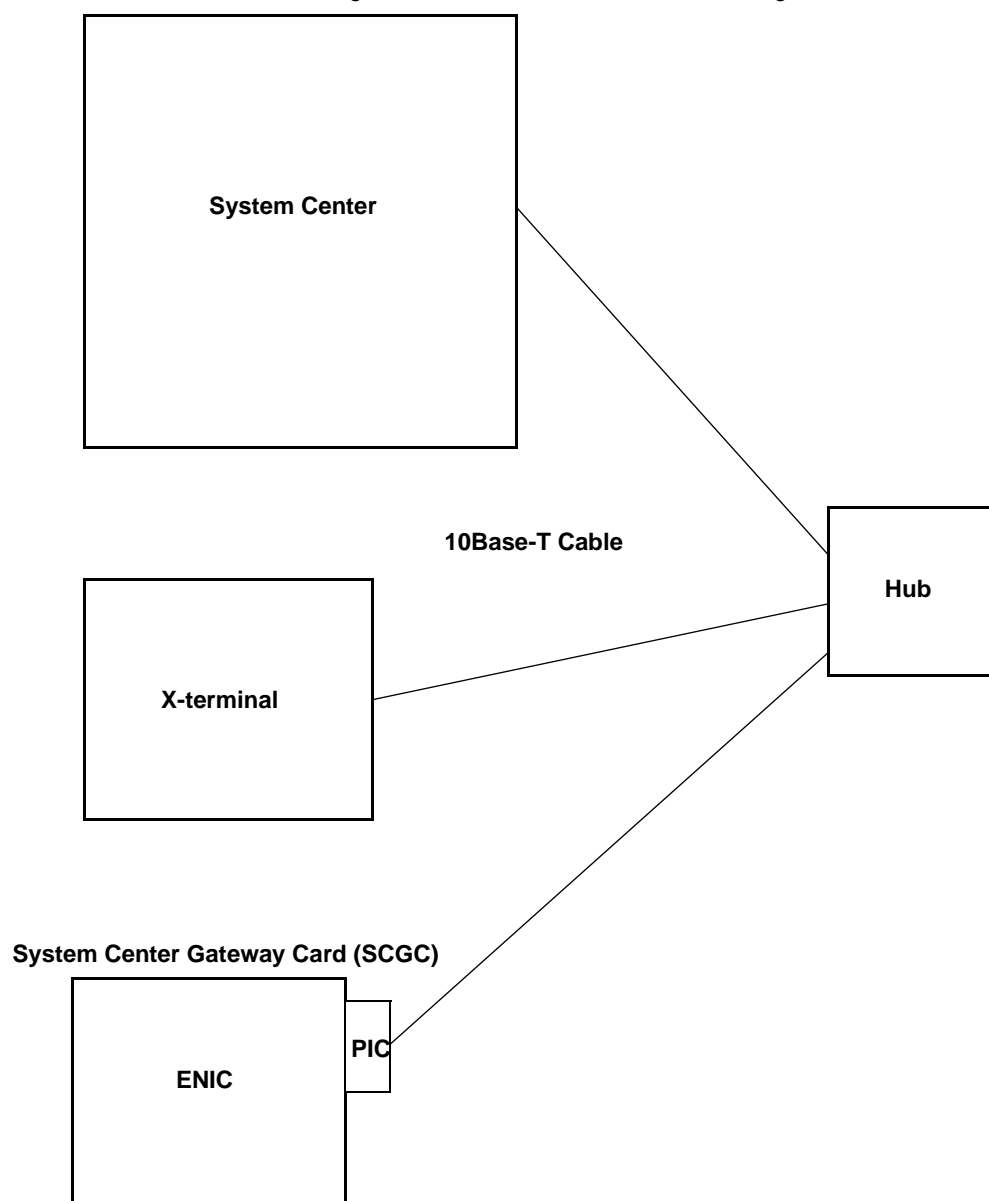 System Center
10Base-T Cable
Hub
X-terminal
System Center Gateway Card (SCGC)
PIC
ENIC